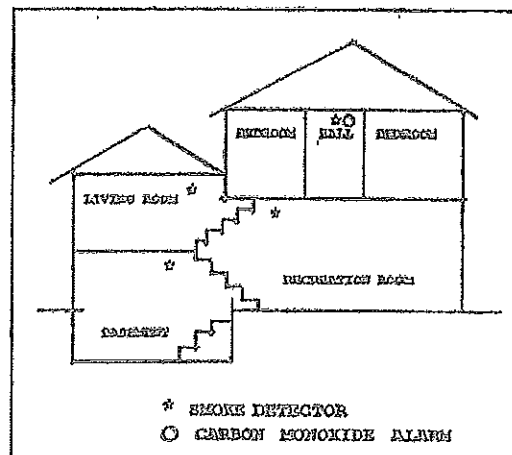 BEDROOM HALL BEDROOM
LIVING ROOM
RECREATION ROOM
BASEMENT
SMOKE DETECTOR
CARBON MONOXIDE ALARM